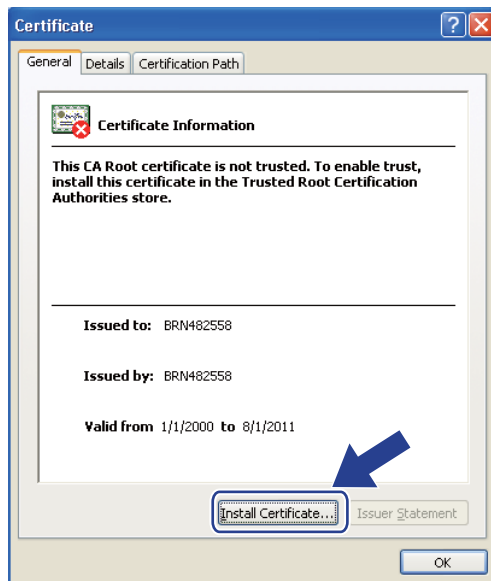 Certificate
General Details Certification Path
Certificate Information
This CA Root certificate is not trusted. To enable trust,
install this certificate in the Trusted Root Certification
Authorities store.
Issued to: BRN482558
Issued by: BRN482558
Valid from 1/1/2000 to 8/1/2011
Install Certificate... Issuer Statement
OK